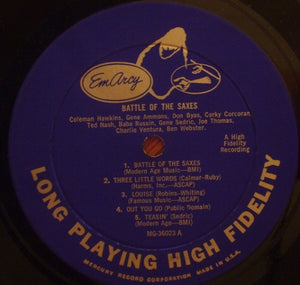 EmArcy
BATTLE OF THE SAXES
Coleman Hawkins, Gene Ammons, Don Byas, Corky Corcoran,
Ted Nash, Babe Russin, Gene Sedric, Joe Thomas,
Charlie Ventura, Ben Webster.
A High
Fidelity
Recording
1. BATTLE OF THE SAXES
(Modern Age Music—BMI)
2. THREE LITTLE WORDS (Calmar-Ruby)
(Harms, Inc.—ASCAP)
3. LOUISE (Robins-Whiting)
(Famous Music—ASCAP)
4. OUT YOU GO (Public Domain)
5. TEASIN' (Sedric)
(Modern Age—BMI)
MG-36023 A
LONG PLAYING HIGH FIDELITY
MERCURY RECORD CORPORATION MADE IN U.S.A.